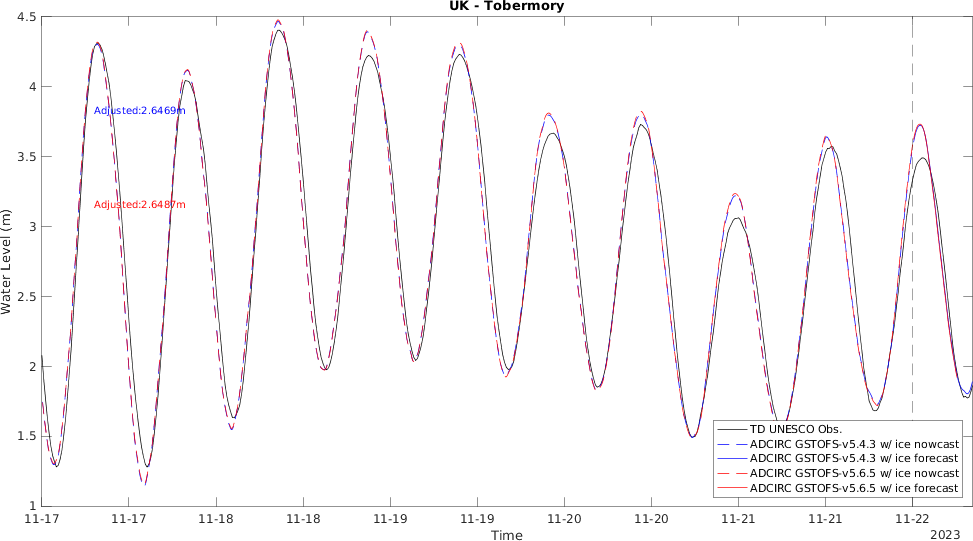 UK - Tobermory
4.5
4
3.5
3
2.5
2
1.5
1
Water Level (m)
Adjusted:2.6469m
Adjusted:2.6487m
TD UNESCO Obs.
ADCIRC GSTOFS-v5.4.3 w/ ice nowcast
ADCIRC GSTOFS-v5.4.3 w/ ice forecast
ADCIRC GSTOFS-v5.6.5 w/ ice nowcast
ADCIRC GSTOFS-v5.6.5 w/ ice forecast
11-17 11-17 11-18 11-18 11-19 11-19 11-20 11-20 11-21 11-21 11-22
Time
2023